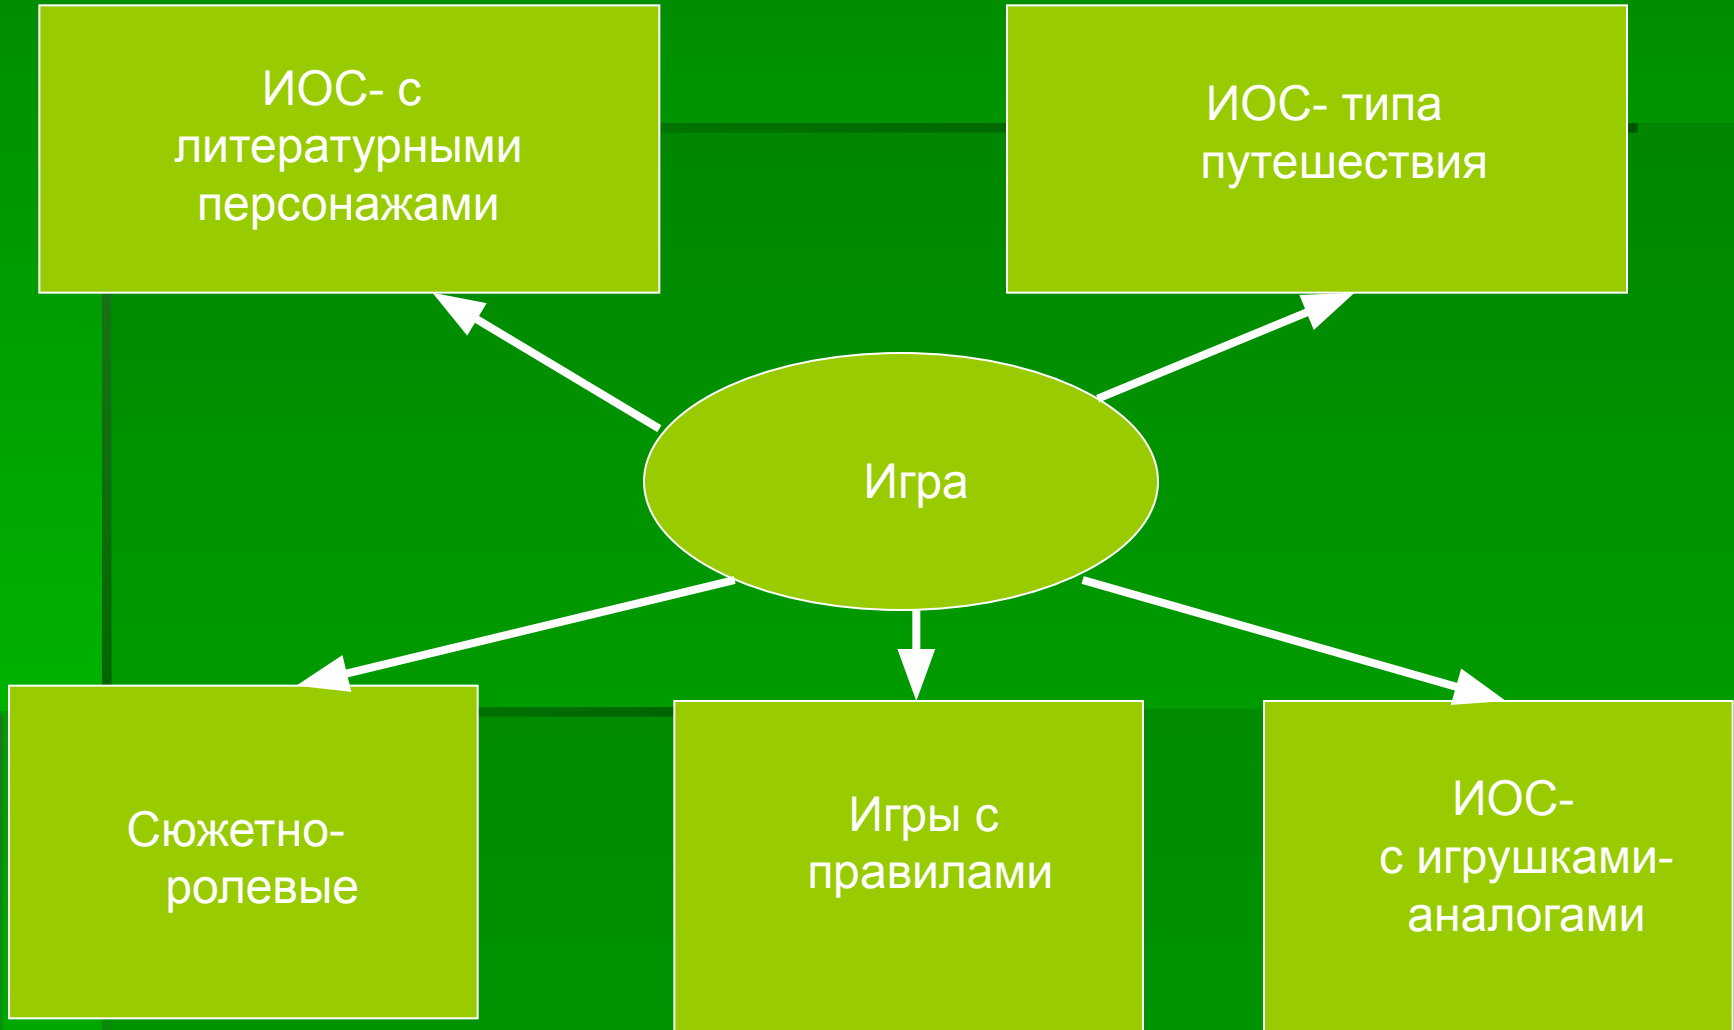 ИОС- с
литературными
персонажами
ИОС- типа
путешествия
Игра
Сюжетно-
ролевые
Игры с
правилами
ИОС-
с игрушками-
аналогами